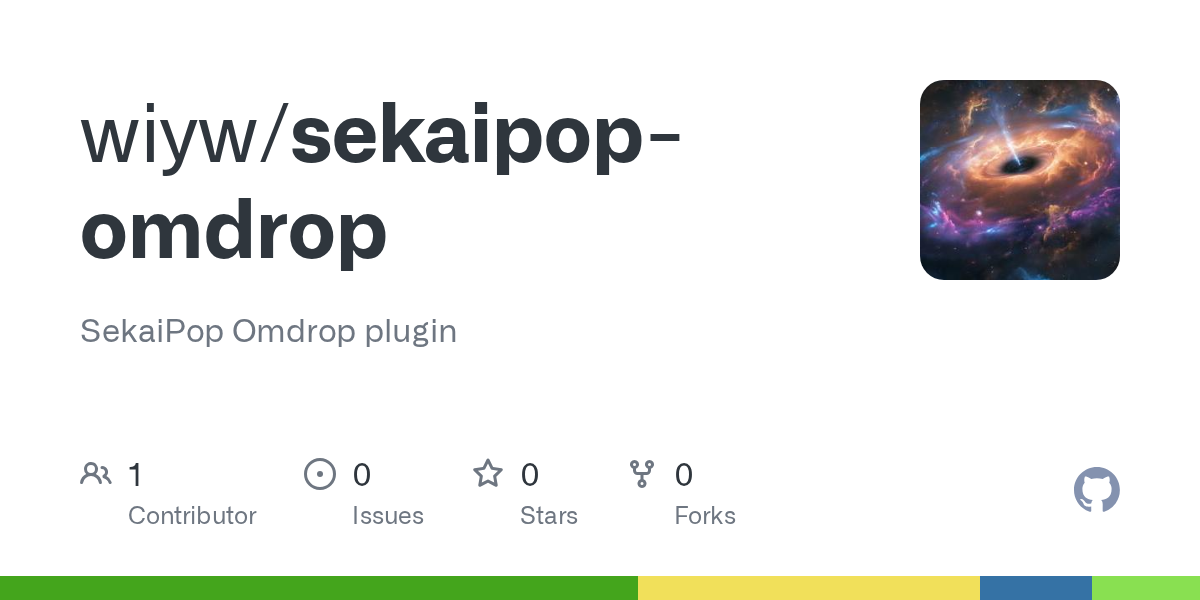 wiyw/sekaipop-
omdrop
SekaiPop Omdrop plugin
1 0 0 0
Contributor Issues Stars Forks